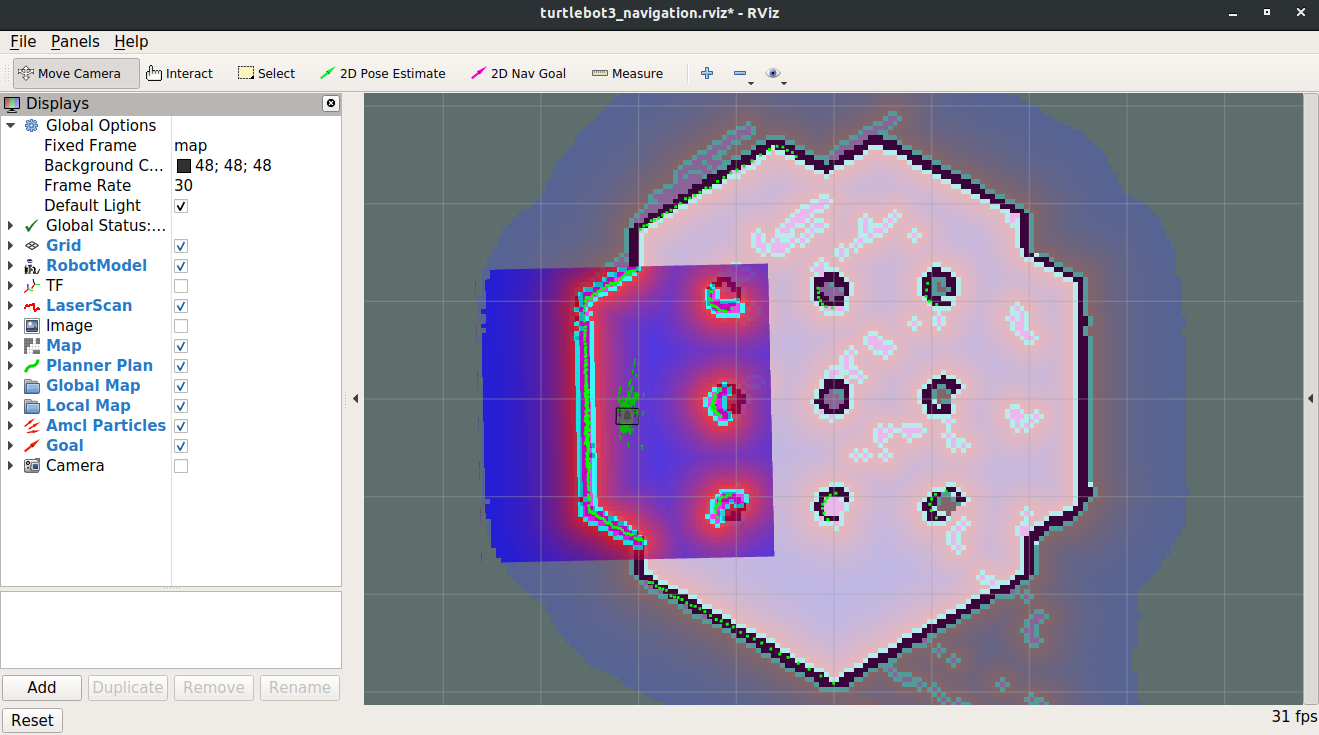 turtlebot3_navigation.rviz* - RViz
File Panels Help
Move Camera Interact Select 2D Pose Estimate 2D Nav Goal Measure
Displays
Global Options
Fixed Frame map
Background C... 48; 48; 48
Frame Rate 30
Default Light
Global Status:...
Grid
RobotModel
TF
LaserScan
Image
Map
Planner Plan
Global Map
Local Map
Amcl Particles
Goal
Camera
Add Duplicate Remove Rename
Reset 31 fps